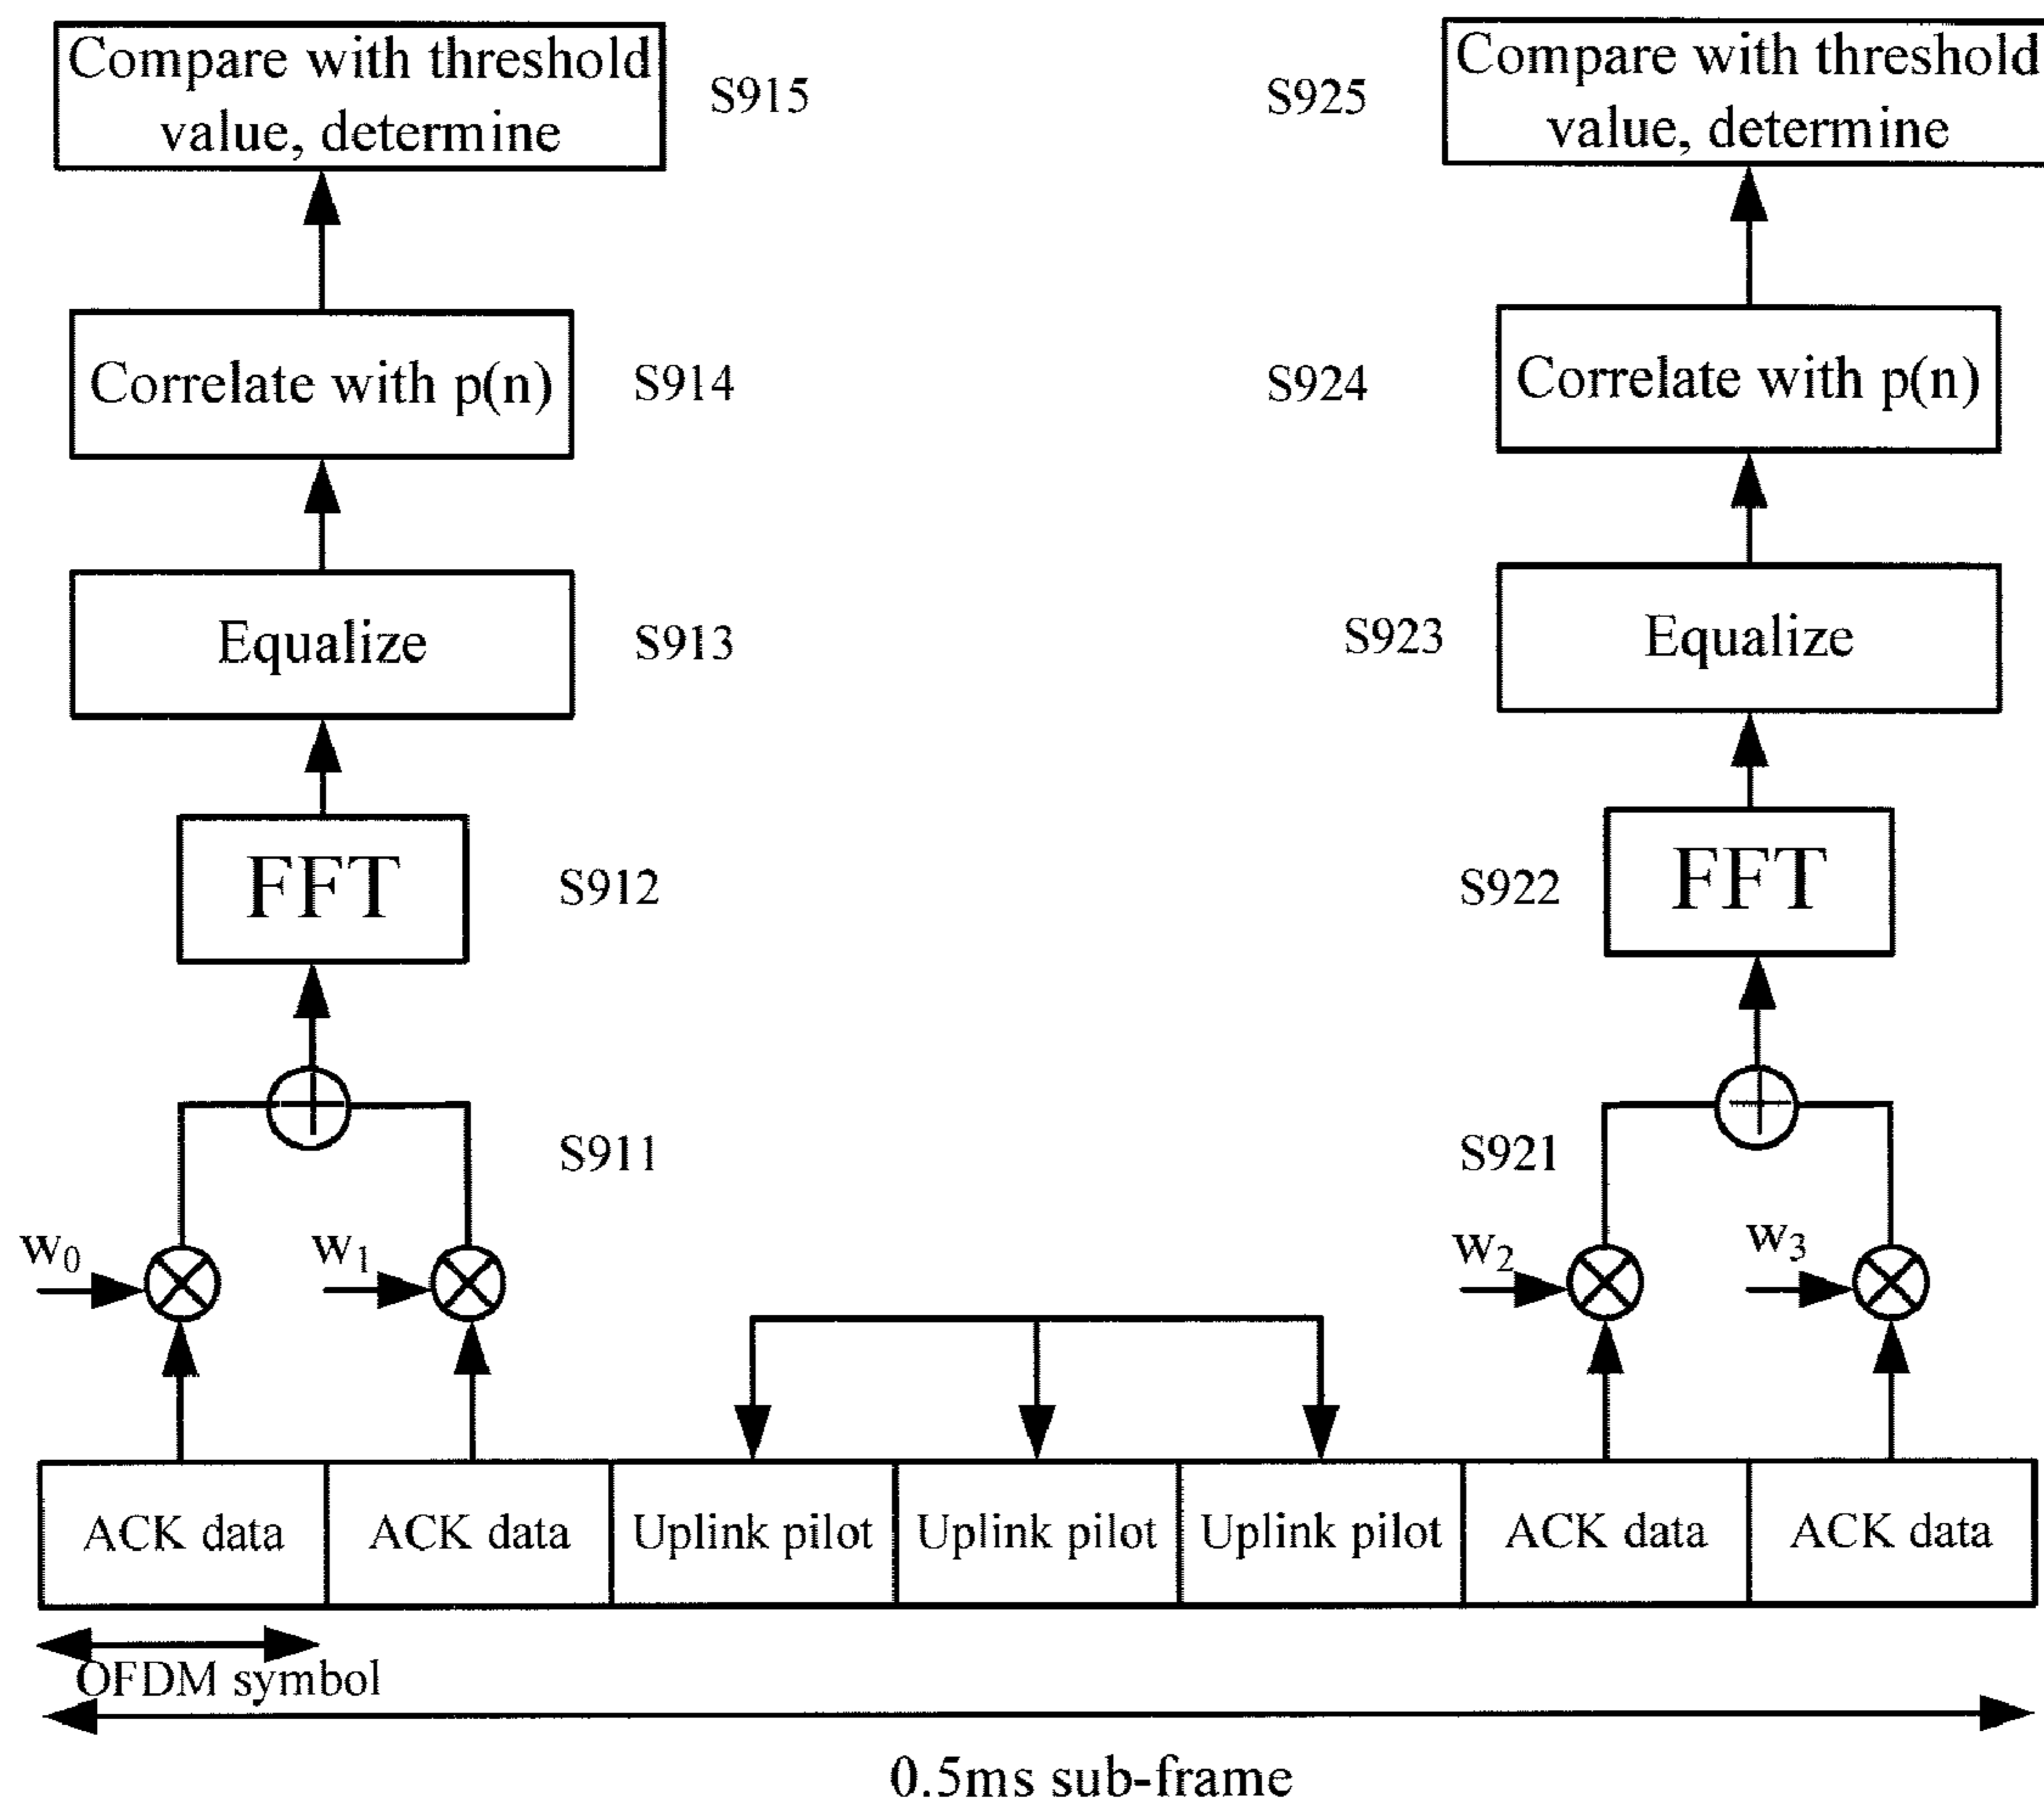 Compare with threshold
value, determine
S915
S925
Compare with threshold
value, determine
Correlate with p(n)
S914
S924
Correlate with p(n)
Equalize
S913
S923
Equalize
FFT
S912
S922
FFT
S911
S921
w0
w1
w2
w3
ACK data
ACK data
Uplink pilot
Uplink pilot
Uplink pilot
ACK data
ACK data
OFDM symbol
0.5ms sub-frame